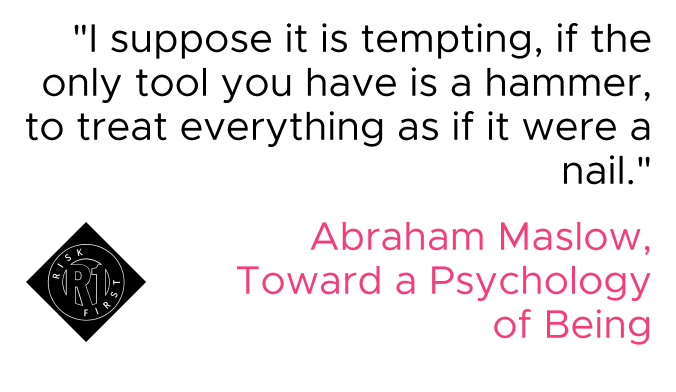 "I suppose it is tempting, if the
only tool you have is a hammer,
to treat everything as if it were a
nail."
Abraham Maslow,
Toward a Psychology
of Being
RISK
R1
FIRST